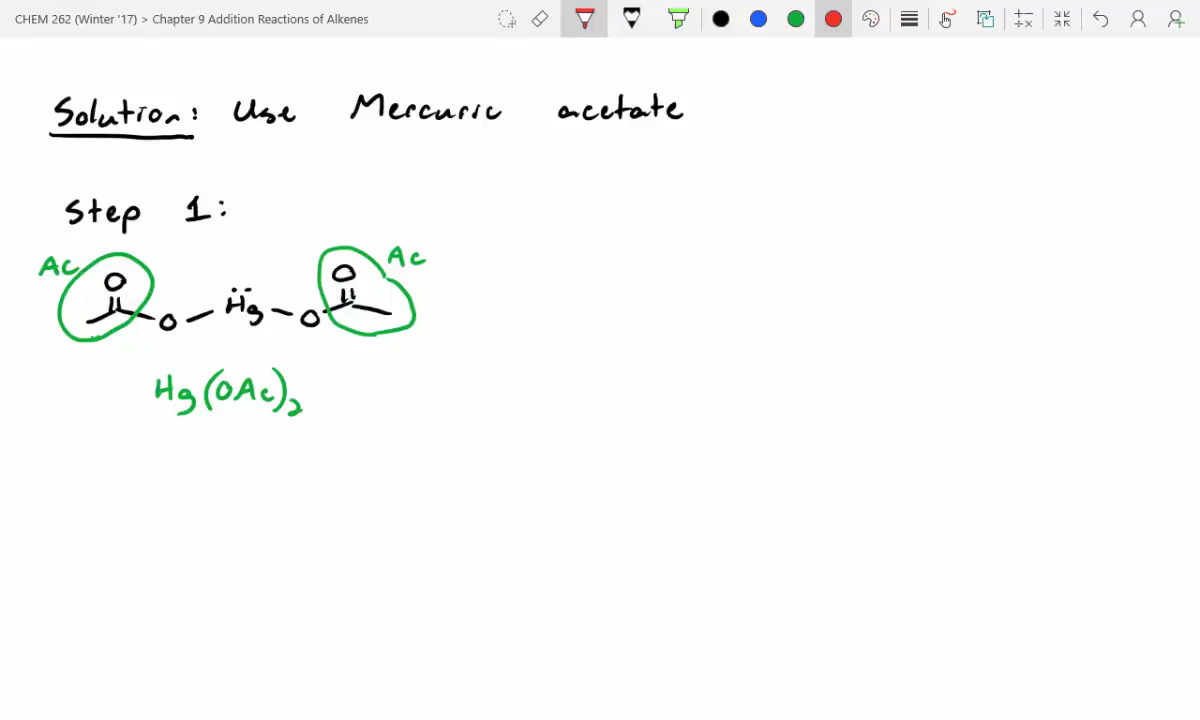 CHEM 262 (Winter '17) > Chapter 9 Addition Reactions of Alkenes
Solution: Use Mercuric acetate
Step 1:
Ac Ac
O O
O Hg O
Hg(OAc)2